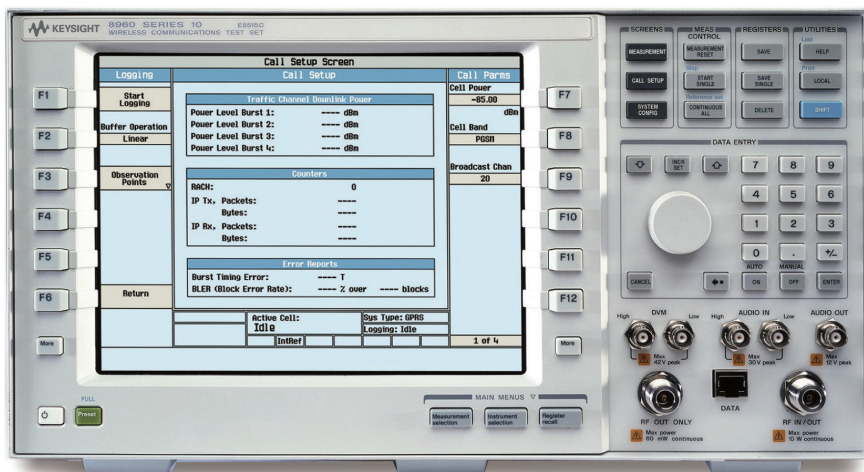 KEYSIGHT 8960 SERIES 10 E5515C
WIRELESS COMMUNICATIONS TEST SET
Call Setup Screen
Logging
Call Setup
Call Parms
F1
F2
F3
F4
F5
F6
More
Start
Logging
Buffer Operation
Linear
Observation
Points
Return
Traffic Channel Downlink Power
Power Level Burst 1: ---- dBm
Power Level Burst 2: ---- dBm
Power Level Burst 3: ---- dBm
Power Level Burst 4: ---- dBm
Counters
RACH: 0
IP Tx, Packets: ----
Bytes: ----
IP Rx, Packets: ----
Bytes: ----
Error Reports
Burst Timing Error: ---- T
BLER (Block Error Rate): ---- % over ---- blocks
Active Cell:
Idle
Sys Type: GPRS
Logging: Idle
IntRef
Cell Power
-85.00
dBm
Cell Band
PGSM
Broadcast Chan
20
1 of 4
F7
F8
F9
F10
F11
F12
More
FULL
Preset
MAIN MENUS
Measurement
selection
Instrument
selection
Register
recall
SCREENS
MEASUREMENT
CALL SETUP
SYSTEM
CONFIG
MEAS
CONTROL
MEASUREMENT
RESET
Stop
START
SINGLE
Reference set
CONTINUOUS
ALL
REGISTERS
SAVE
SAVE
SINGLE
DELETE
UTILITIES
Last
HELP
Print
LOCAL
SHIFT
DATA ENTRY
INCR
SET
7 8 9
4 5 6
1 2 3
0 . +/-
AUTO MANUAL
CANCEL
ON OFF ENTER
High DVM Low
High AUDIO IN Low
AUDIO OUT
Max
42 V peak
Max
30 V peak
Max
12 V peak
RF OUT ONLY
DATA
RF IN/OUT
Max power
60 mW continuous
Max power
10 W continuous